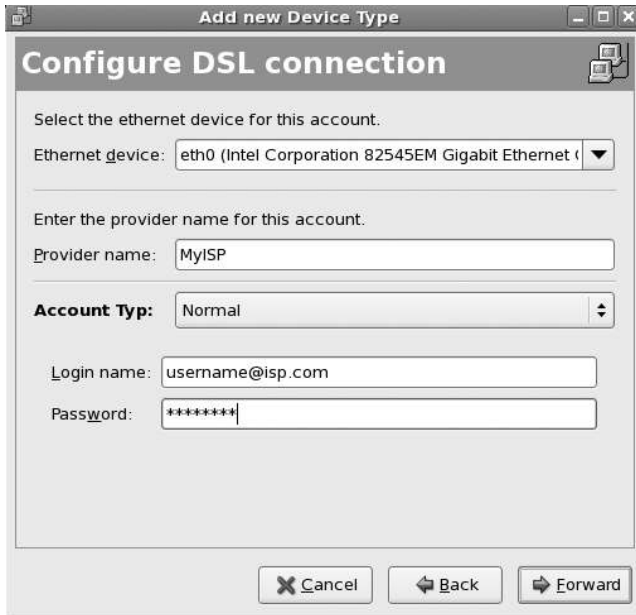 Add new Device Type
Configure DSL connection
Select the ethernet device for this account.
Ethernet device: eth0 (Intel Corporation 82545EM Gigabit Ethernet (
Enter the provider name for this account.
Provider name: MyISP
Account Typ: Normal
Login name: username@isp.com
Password: ********
Cancel Back Forward